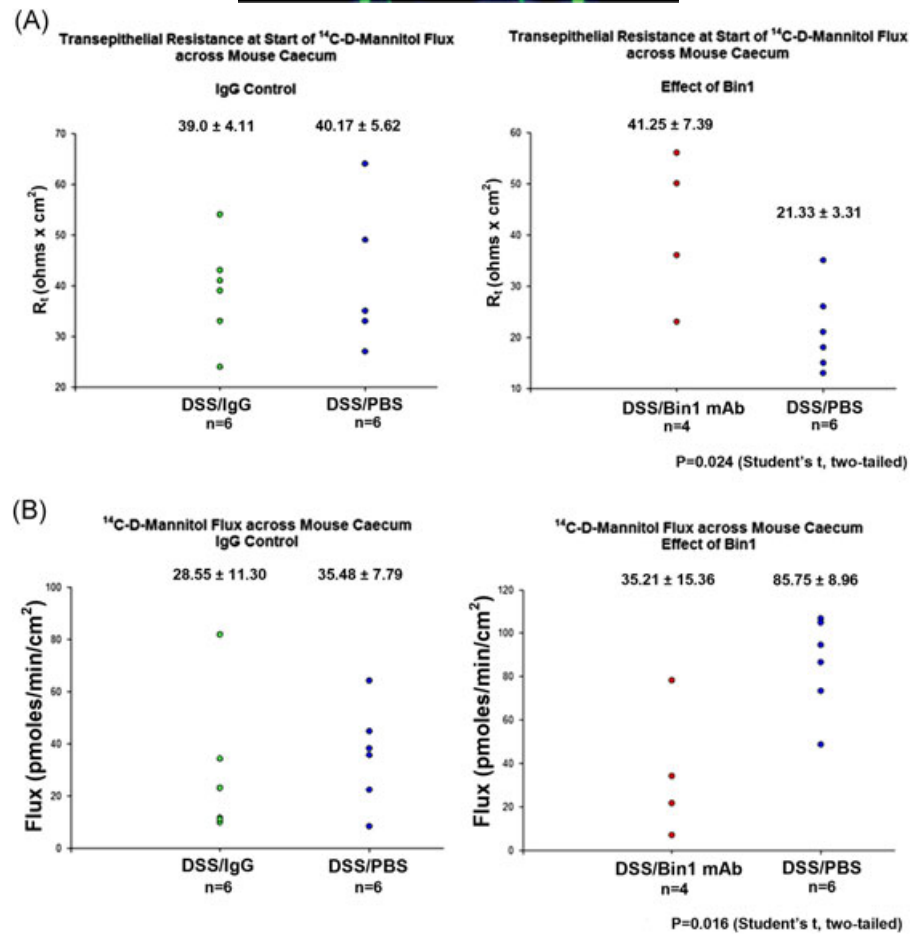 (A)
Transepithelial Resistance at Start of ¹⁴C-D-Mannitol Flux
across Mouse Caecum
IgG Control
39.0 ± 4.11 40.17 ± 5.62
70
60
50
40
30
20
Rₜ (ohms x cm²)
DSS/IgG DSS/PBS
n=6 n=6
Transepithelial Resistance at Start of ¹⁴C-D-Mannitol Flux
across Mouse Caecum
Effect of Bin1
41.25 ± 7.39
21.33 ± 3.31
60
50
40
30
20
10
Rₜ (ohms x cm²)
DSS/Bin1 mAb DSS/PBS
n=4 n=6
P=0.024 (Student's t, two-tailed)
(B)
¹⁴C-D-Mannitol Flux across Mouse Caecum
IgG Control
28.55 ± 11.30 35.48 ± 7.79
100
80
60
40
20
0
Flux (pmoles/min/cm²)
DSS/IgG DSS/PBS
n=6 n=6
¹⁴C-D-Mannitol Flux across Mouse Caecum
Effect of Bin1
35.21 ± 15.36 85.75 ± 8.96
120
100
80
60
40
20
0
Flux (pmoles/min/cm²)
DSS/Bin1 mAb DSS/PBS
n=4 n=6
P=0.016 (Student's t, two-tailed)